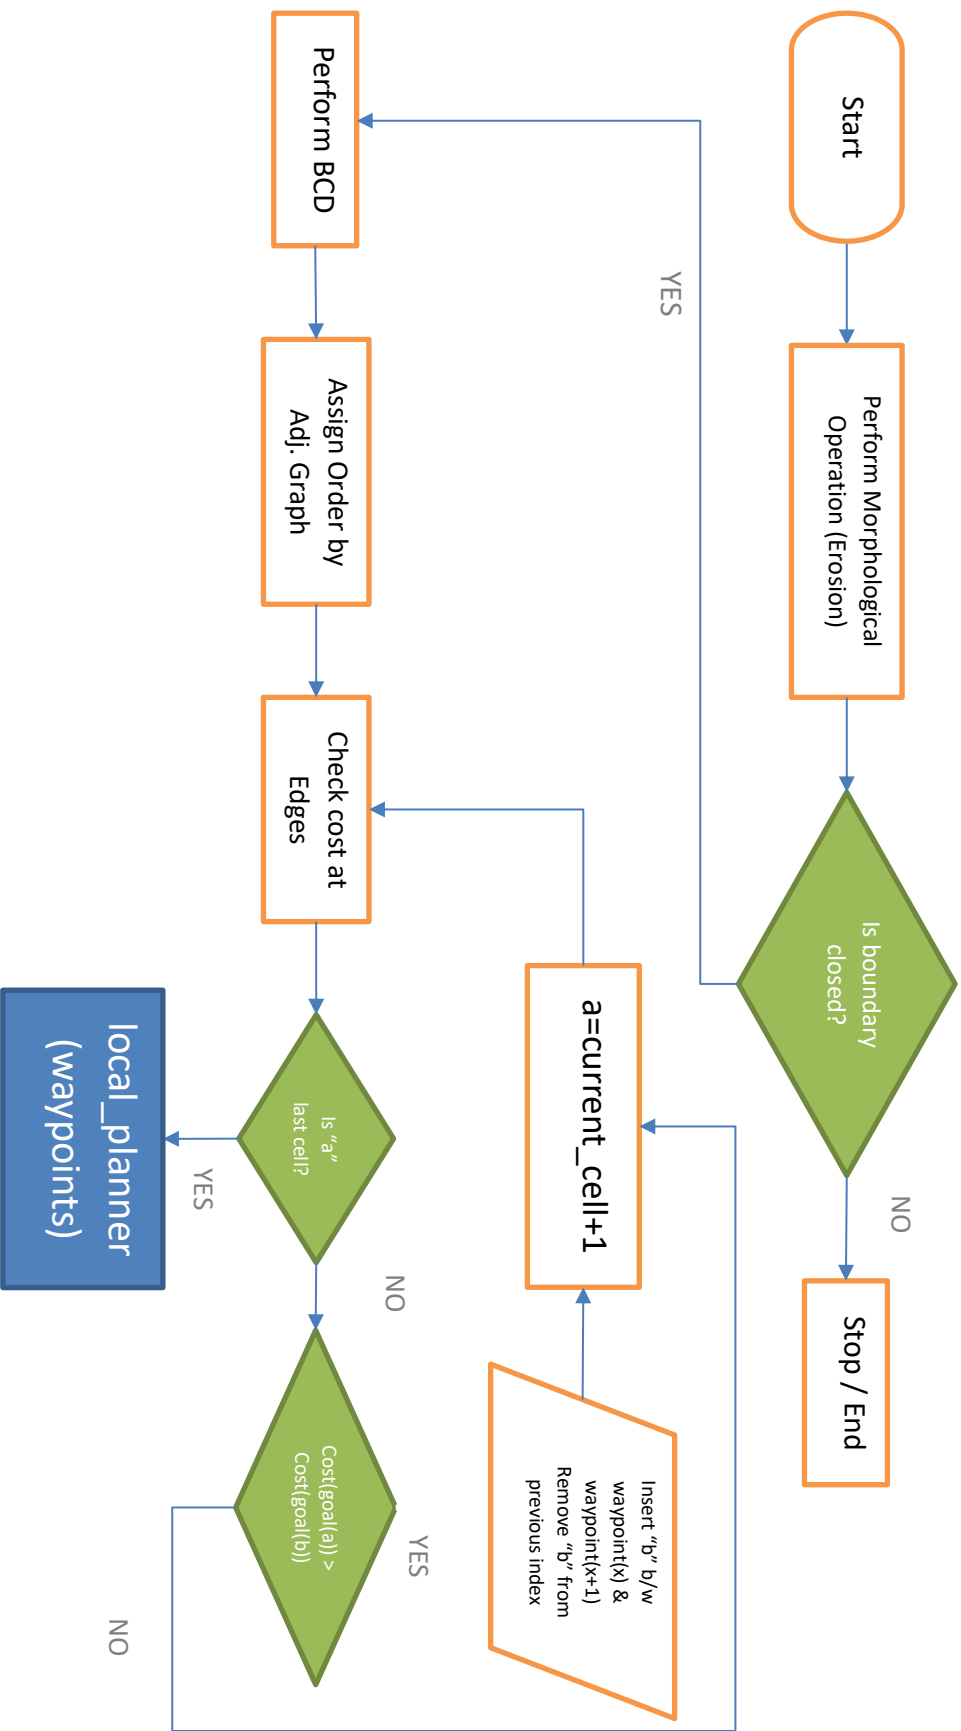 Start
Perform Morphological
Operation (Erosion)
Is boundary
closed?
NO
Stop / End
YES
Insert “b” b/w
waypoint(x) &
waypoint(x+1)
Remove “b” from
previous index
a=current_cell+1
Perform BCD
Assign Order by
Adj. Graph
Check cost at
Edges
Is “a”
last cell?
NO
Cost(goal(a)) >
Cost(goal(b))
YES
NO
YES
local_planner
(waypoints)